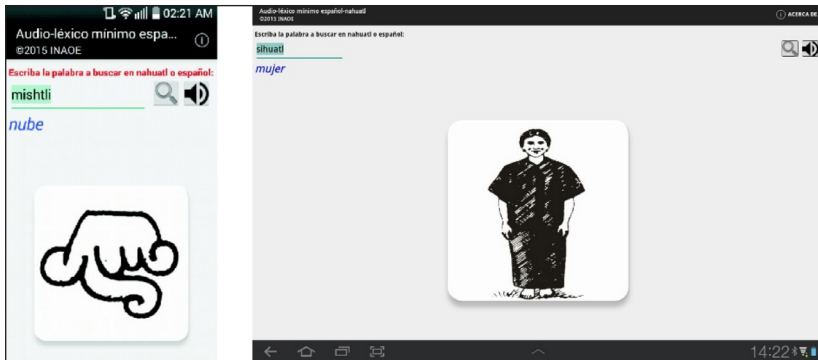 02:21 AM
Audio-léxico mínimo espa...
©2015 INAOE
Escriba la palabra a buscar en nahuatl o español:
mishtli
nube
Audio-léxico mínimo español-nahuatl
©2015 INAOE
ACERCA DE
Escriba la palabra a buscar en nahuatl o español:
sihuatl
mujer
14:22